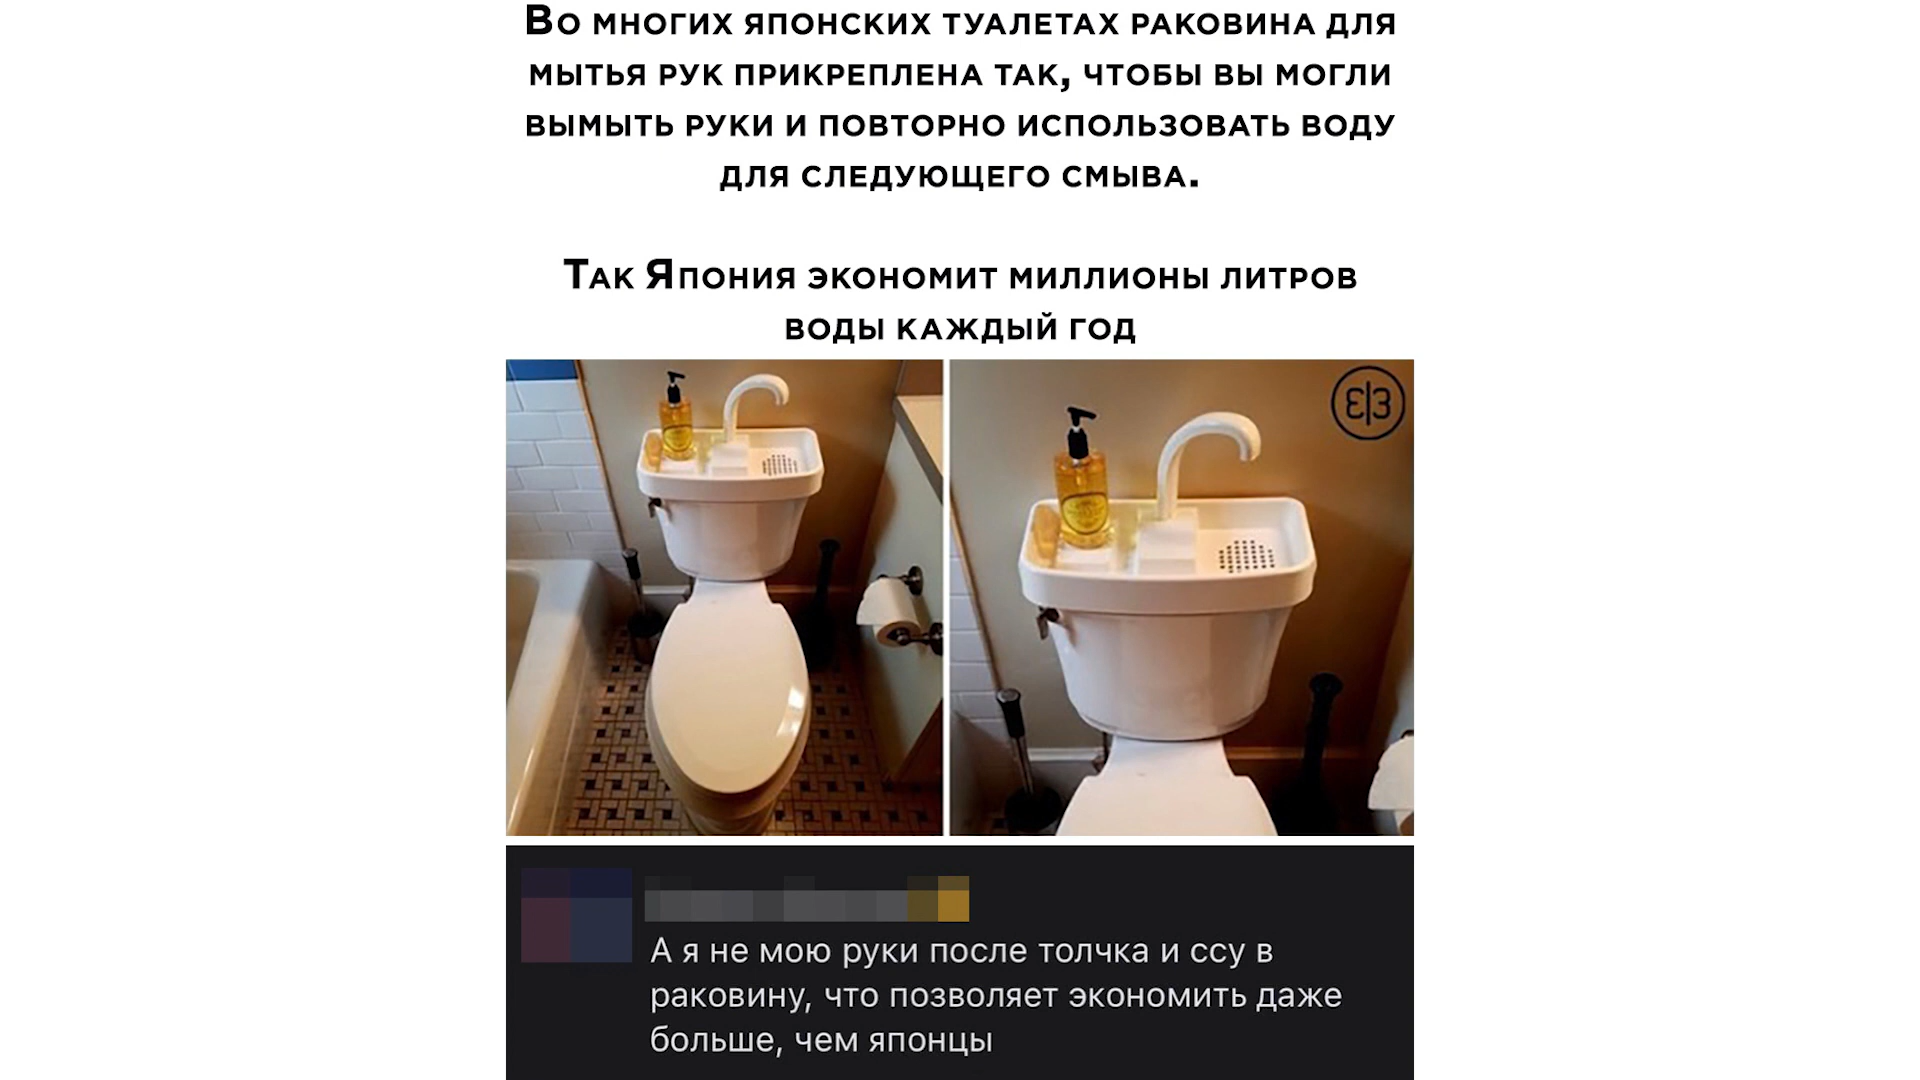 Во многих японских туалетах раковина для
мытья рук прикреплена так, чтобы вы могли
вымыть руки и повторно использовать воду
для следующего смыва.
Так Япония экономит миллионы литров
воды каждый год
А я не мою руки после толчка и ссу в
раковину, что позволяет экономить даже
больше, чем японцы